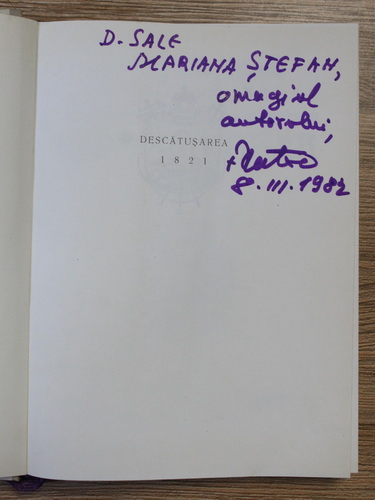 D. SALE
MARIANA ȘTEFAN,
omagiul
autorului,
DESCĂTUȘAREA
1 8 2 1
8.III.1982